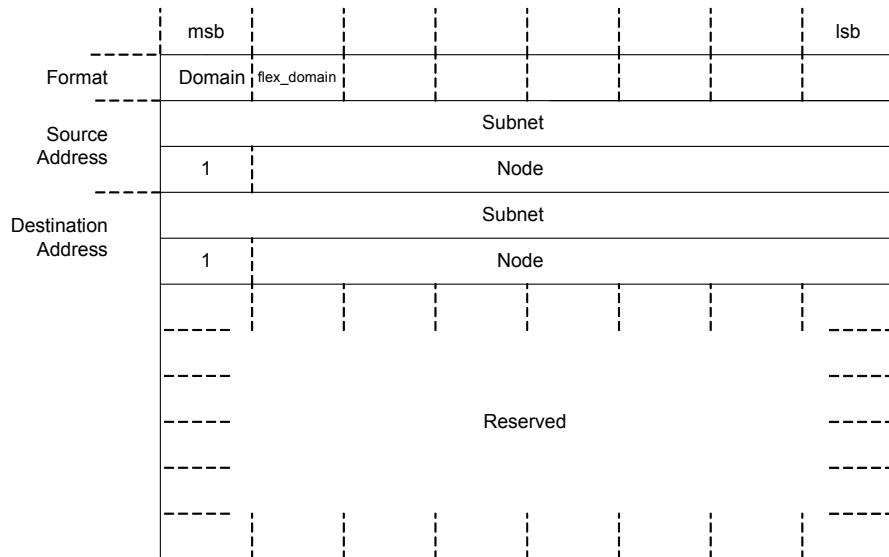 msb lsb
Format Domain flex_domain
Subnet
Source
Address
1 Node
Subnet
Destination
Address
1 Node
Reserved